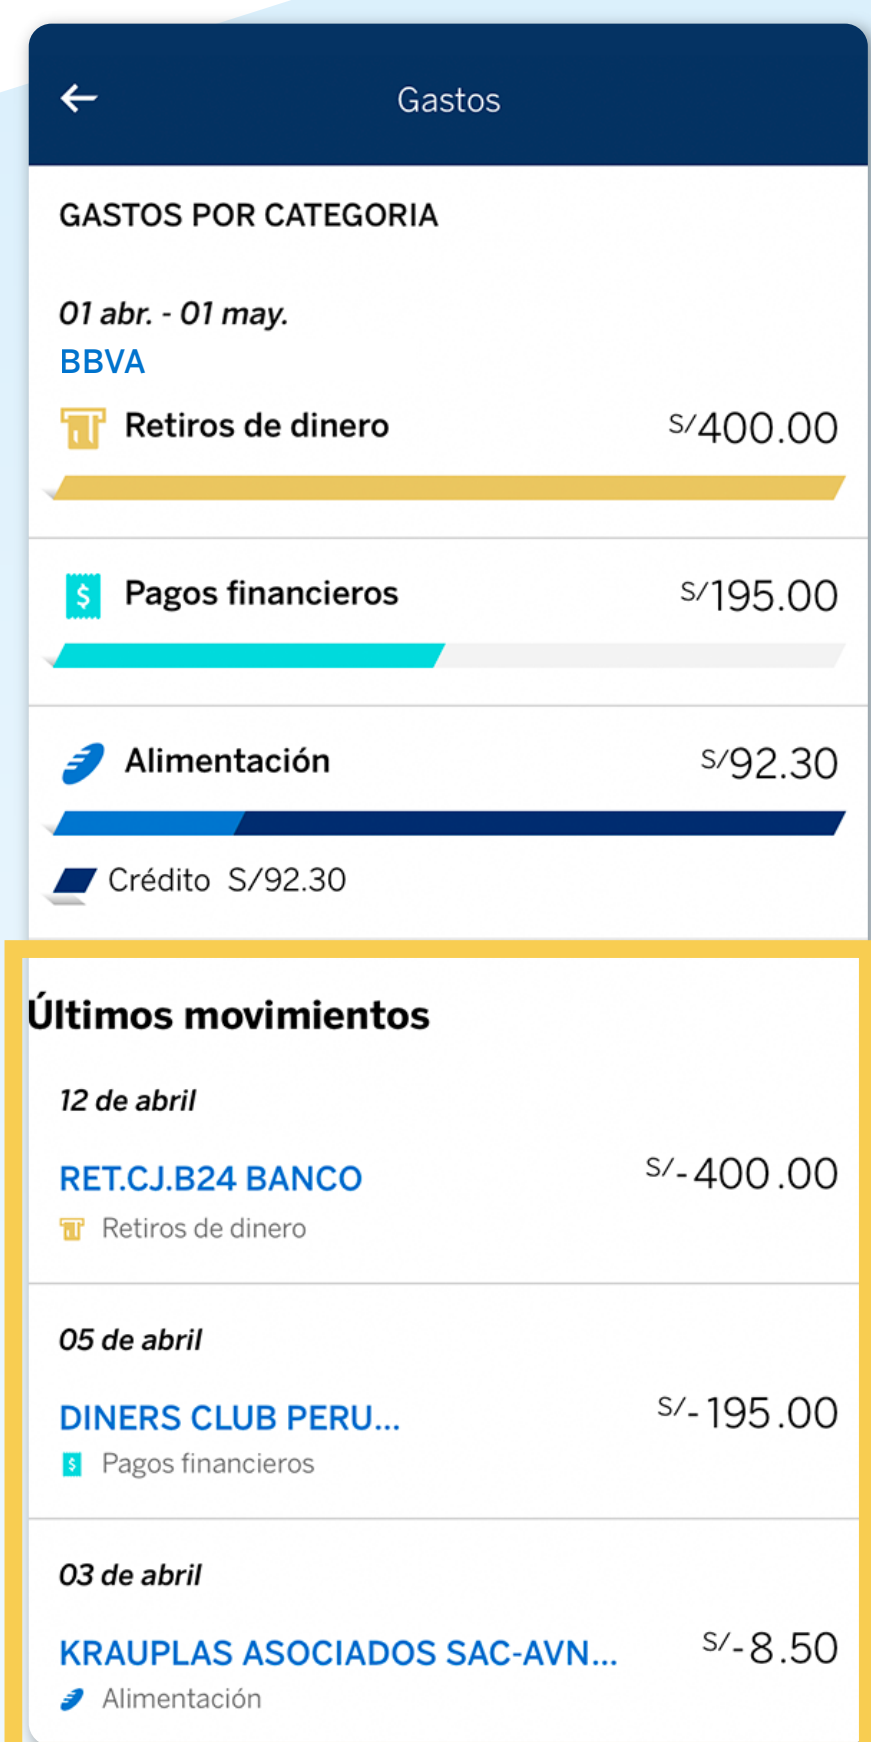 Gastos
GASTOS POR CATEGORIA
01 abr. - 01 may.
BBVA
Retiros de dinero S/400.00
$ Pagos financieros S/195.00
Alimentación S/92.30
Crédito S/92.30
Últimos movimientos
12 de abril
RET.CJ.B24 BANCO S/-400.00
Retiros de dinero
05 de abril
DINERS CLUB PERU... S/-195.00
$ Pagos financieros
03 de abril
KRAUPLAS ASOCIADOS SAC-AVN... S/-8.50
Alimentación